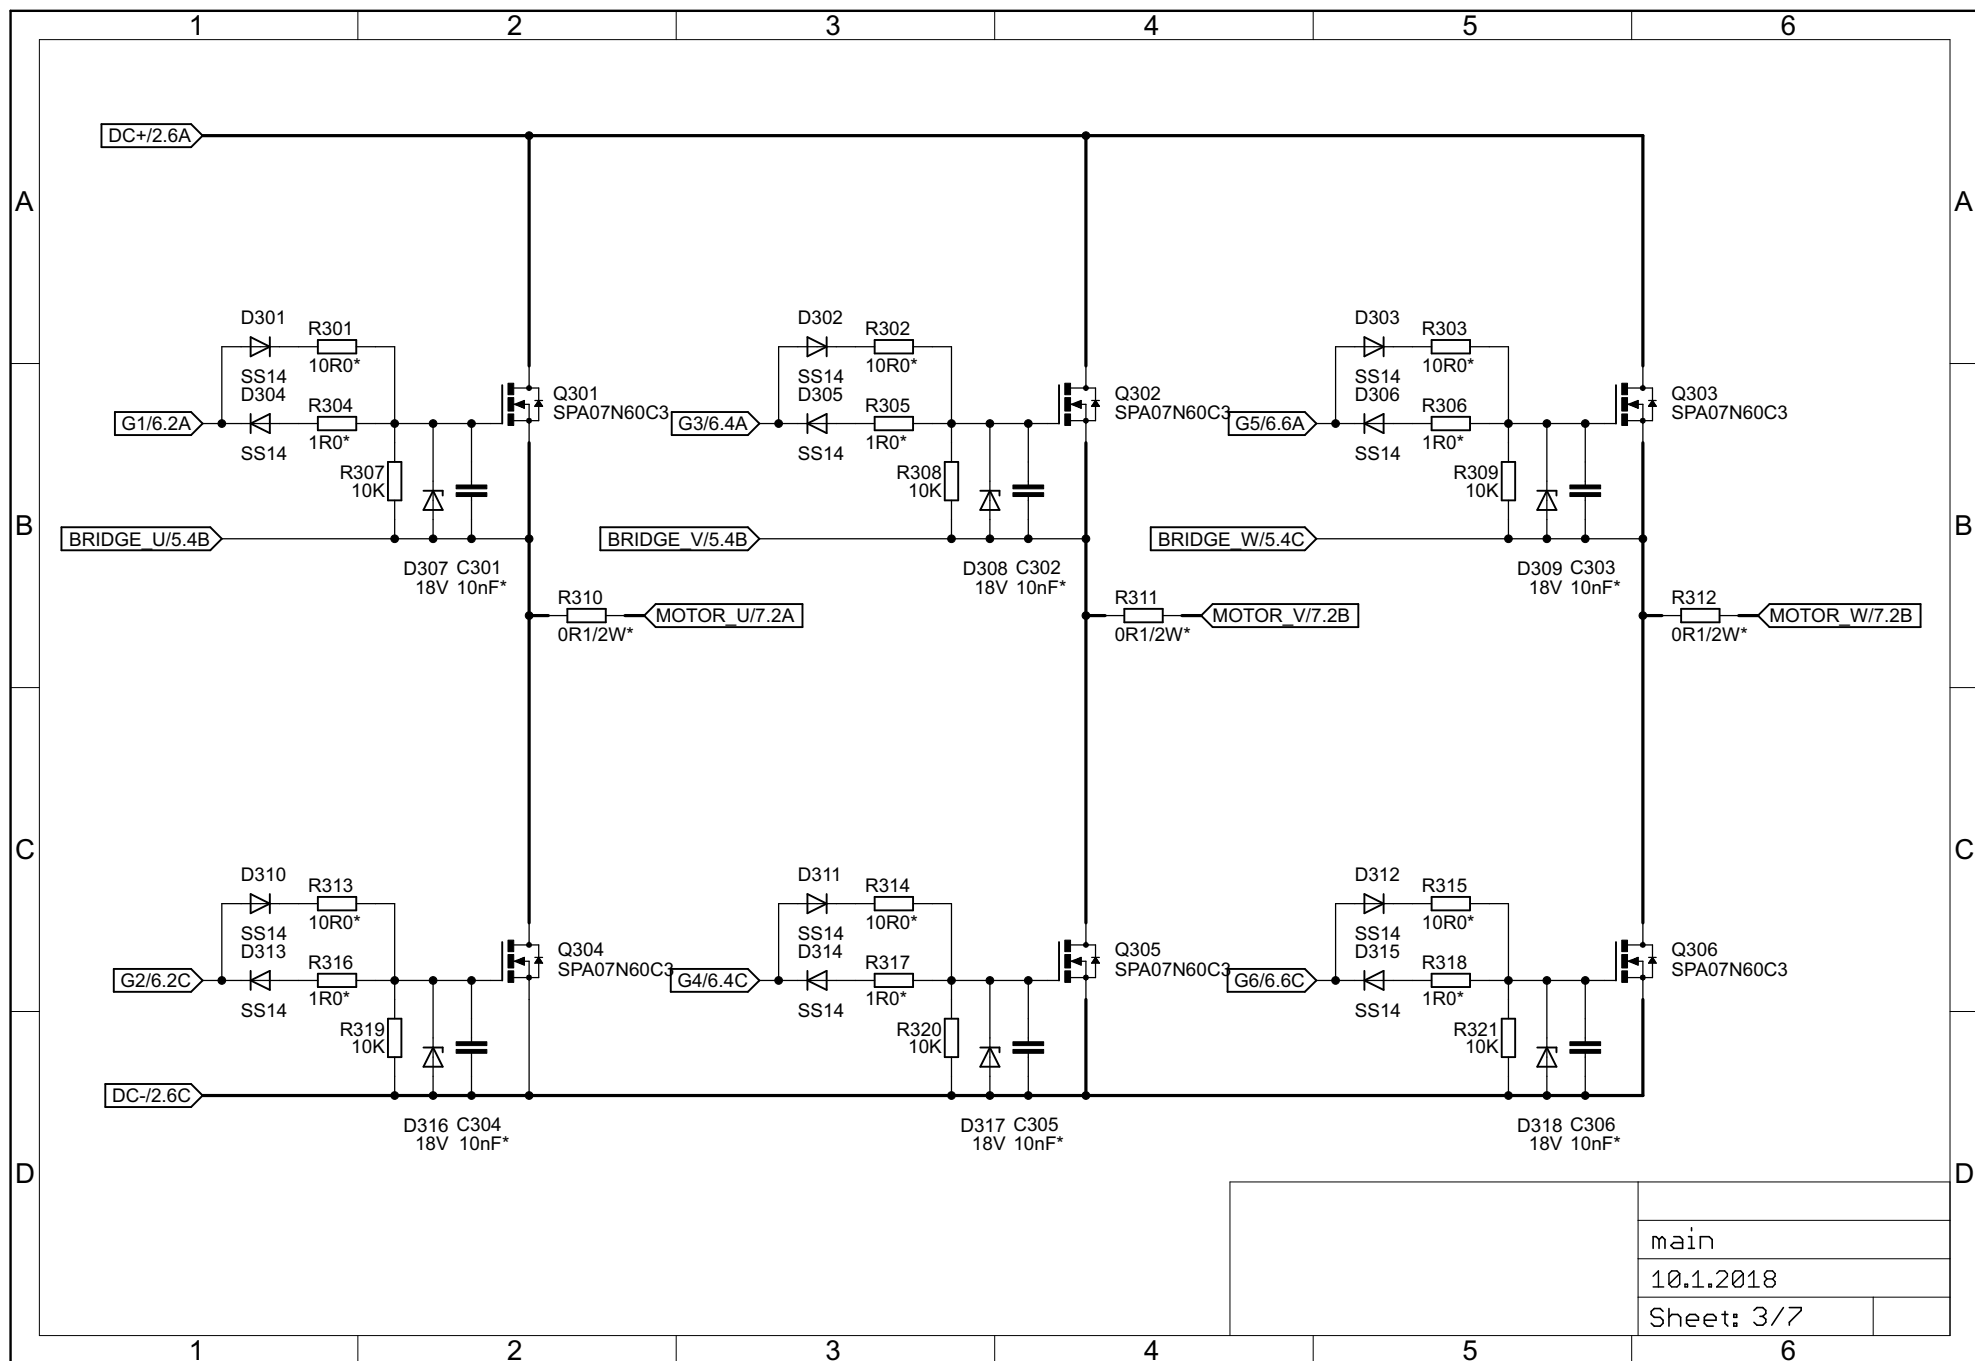 1 2 3 4 5 6
DC+/2.6A
A A
D301 D302 D303
R301 R302 R303
10R0* 10R0* 10R0*
SS14 SS14 SS14
D304 D305 D306
Q301 Q302 Q303
SPA07N60C3 SPA07N60C3 SPA07N60C3
R304 R305 R306
G1/6.2A G3/6.4A G5/6.6A
1R0* 1R0* 1R0*
SS14 SS14 SS14
R307 R308 R309
10K 10K 10K
B B
BRIDGE_U/5.4B BRIDGE_V/5.4B BRIDGE_W/5.4C
D307 C301 D308 C302 D309 C303
18V 10nF* 18V 10nF* 18V 10nF*
R310 R311 R312
MOTOR_U/7.2A MOTOR_V/7.2B MOTOR_W/7.2B
0R1/2W* 0R1/2W* 0R1/2W*
C C
D310 D311 D312
R313 R314 R315
10R0* 10R0* 10R0*
SS14 SS14 SS14
D313 D314 D315
Q304 Q305 Q306
SPA07N60C3 SPA07N60C3 SPA07N60C3
R316 R317 R318
G2/6.2C G4/6.4C G6/6.6C
1R0* 1R0* 1R0*
SS14 SS14 SS14
R319 R320 R321
10K 10K 10K
DC-/2.6C
D316 C304 D317 C305 D318 C306
18V 10nF* 18V 10nF* 18V 10nF*
D D
main
10.1.2018
Sheet: 3/7
1 2 3 4 5 6